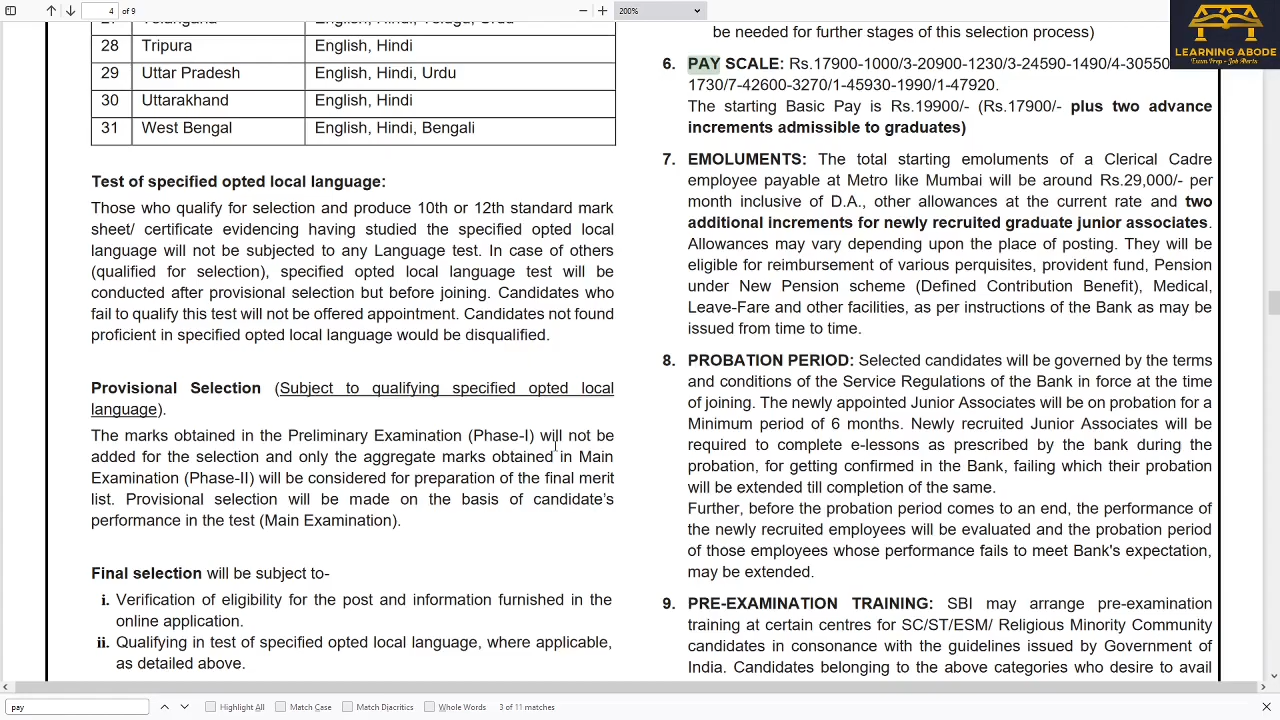 4 of 9
200%
LEARNING ABODE
Exam Prep - Job Alerts
28 Tripura English, Hindi
29 Uttar Pradesh English, Hindi, Urdu
30 Uttarakhand English, Hindi
31 West Bengal English, Hindi, Bengali
Test of specified opted local language:
Those who qualify for selection and produce 10th or 12th standard mark
sheet/ certificate evidencing having studied the specified opted local
language will not be subjected to any Language test. In case of others
(qualified for selection), specified opted local language test will be
conducted after provisional selection but before joining. Candidates who
fail to qualify this test will not be offered appointment. Candidates not found
proficient in specified opted local language would be disqualified.
Provisional Selection (Subject to qualifying specified opted local
language).
The marks obtained in the Preliminary Examination (Phase-I) will not be
added for the selection and only the aggregate marks obtained in Main
Examination (Phase-II) will be considered for preparation of the final merit
list. Provisional selection will be made on the basis of candidate's
performance in the test (Main Examination).
Final selection will be subject to-
i. Verification of eligibility for the post and information furnished in the
online application.
ii. Qualifying in test of specified opted local language, where applicable,
as detailed above.
be needed for further stages of this selection process)
6. PAY SCALE: Rs.17900-1000/3-20900-1230/3-24590-1490/4-30550
1730/7-42600-3270/1-45930-1990/1-47920.
The starting Basic Pay is Rs.19900/- (Rs.17900/- plus two advance
increments admissible to graduates)
7. EMOLUMENTS: The total starting emoluments of a Clerical Cadre
employee payable at Metro like Mumbai will be around Rs.29,000/- per
month inclusive of D.A., other allowances at the current rate and two
additional increments for newly recruited graduate junior associates.
Allowances may vary depending upon the place of posting. They will be
eligible for reimbursement of various perquisites, provident fund, Pension
under New Pension scheme (Defined Contribution Benefit), Medical,
Leave-Fare and other facilities, as per instructions of the Bank as may be
issued from time to time.
8. PROBATION PERIOD: Selected candidates will be governed by the terms
and conditions of the Service Regulations of the Bank in force at the time
of joining. The newly appointed Junior Associates will be on probation for a
Minimum period of 6 months. Newly recruited Junior Associates will be
required to complete e-lessons as prescribed by the bank during the
probation, for getting confirmed in the Bank, failing which their probation
will be extended till completion of the same.
Further, before the probation period comes to an end, the performance of
the newly recruited employees will be evaluated and the probation period
of those employees whose performance fails to meet Bank's expectation,
may be extended.
9. PRE-EXAMINATION TRAINING: SBI may arrange pre-examination
training at certain centres for SC/ST/ESM/ Religious Minority Community
candidates in consonance with the guidelines issued by Government of
India. Candidates belonging to the above categories who desire to avail
pay
Highlight All Match Case Match Diacritics Whole Words 3 of 11 matches